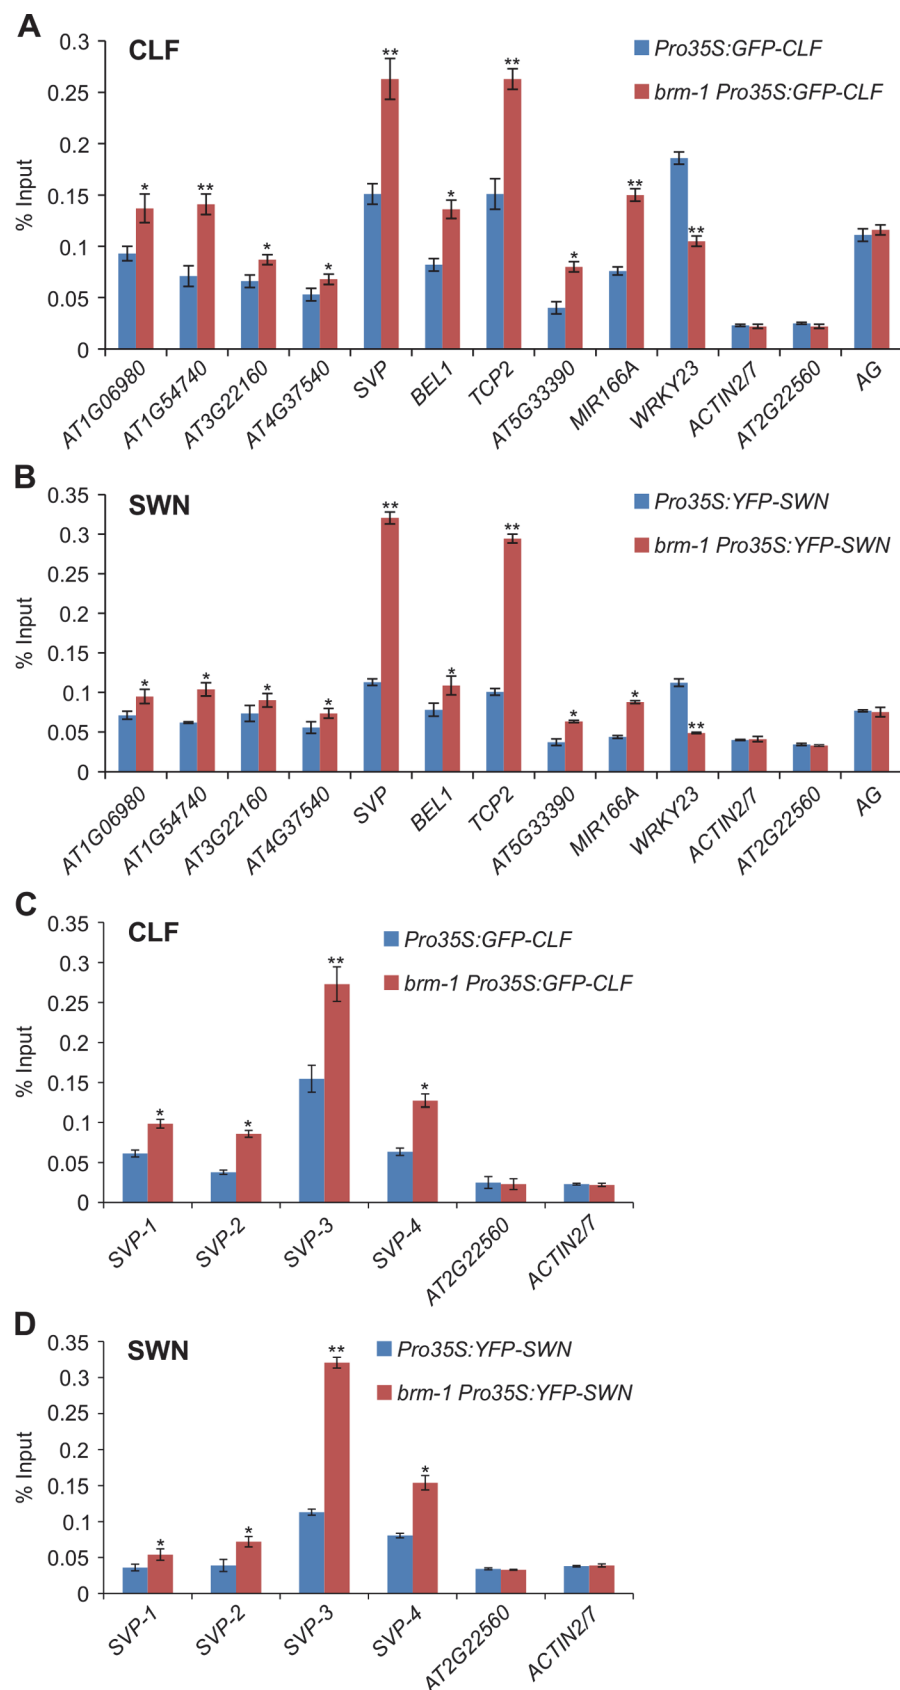 A
CLF
Pro35S:GFP-CLF
brm-1 Pro35S:GFP-CLF
% Input
0.3
0.25
0.2
0.15
0.1
0.05
0
* ** * * ** * ** * ** **
AT1G06980 AT1G54740 AT3G22160 AT4G37540 SVP BEL1 TCP2 AT5G33390 MIR166A WRKY23 ACTIN2/7 AT2G22560 AG
B
SWN
Pro35S:YFP-SWN
brm-1 Pro35S:YFP-SWN
% Input
0.35
0.3
0.25
0.2
0.15
0.1
0.05
0
* * * * ** * ** * * **
AT1G06980 AT1G54740 AT3G22160 AT4G37540 SVP BEL1 TCP2 AT5G33390 MIR166A WRKY23 ACTIN2/7 AT2G22560 AG
C
CLF
Pro35S:GFP-CLF
brm-1 Pro35S:GFP-CLF
% Input
0.35
0.3
0.25
0.2
0.15
0.1
0.05
0
* * ** *
SVP-1 SVP-2 SVP-3 SVP-4 AT2G22560 ACTIN2/7
D
SWN
Pro35S:YFP-SWN
brm-1 Pro35S:YFP-SWN
% Input
0.35
0.3
0.25
0.2
0.15
0.1
0.05
0
* * ** *
SVP-1 SVP-2 SVP-3 SVP-4 AT2G22560 ACTIN2/7